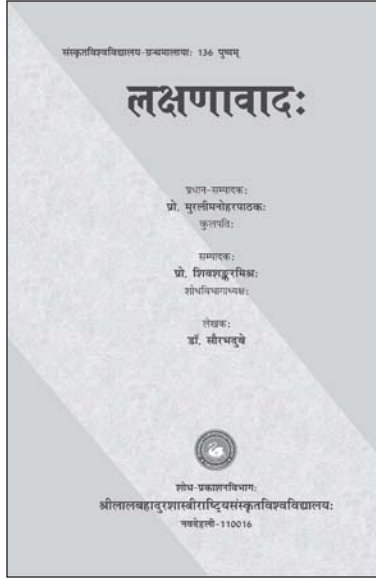 संस्कृतविश्वविद्यालय-ग्रन्थमालायाः 136 पुष्पम्
लक्षणावादः
प्रधान-सम्पादकः
प्रो. मुरलीमनोहरपाठकः
कुलपतिः
सम्पादकः
प्रो. शिवशङ्करमिश्रः
शोधविभागाध्यक्षः
लेखकः
डॉ. सौरभदुबे
शोध-प्रकाशनविभागः
श्रीलालबहादुरशास्त्रीराष्ट्रियसंस्कृतविश्वविद्यालयः
नवदेहली-110016